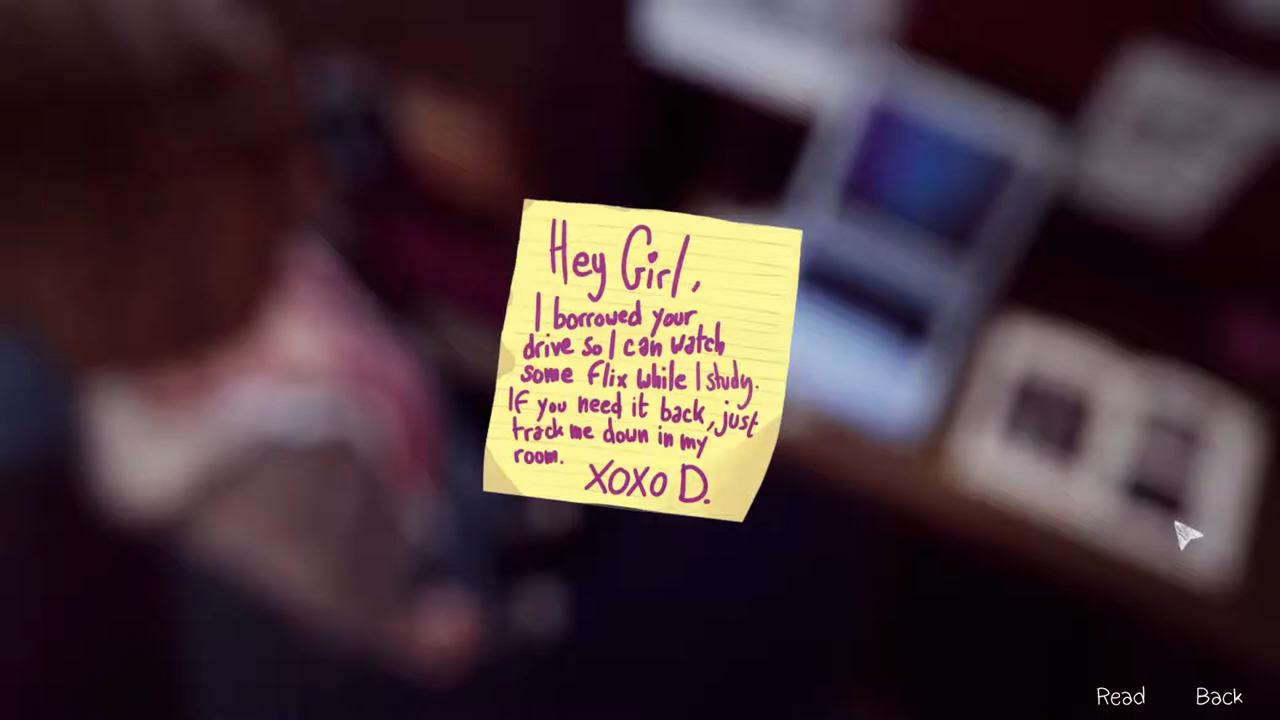 Hey Girl,
I borrowed your
drive so I can watch
some Flix while I study.
If you need it back, just
track me down in my
room.
XOXO D.
Read Back